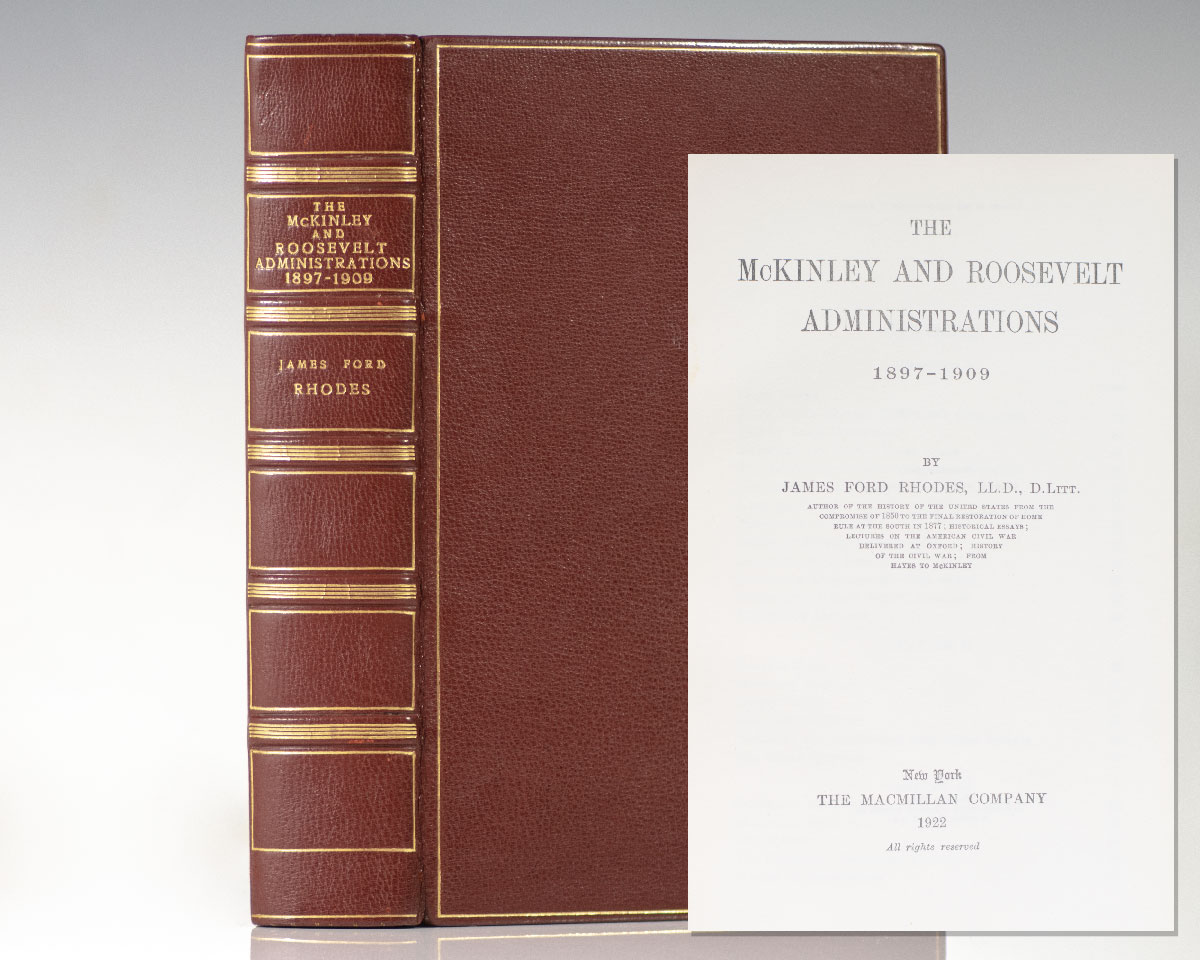 THE
McKINLEY
AND
ROOSEVELT
ADMINISTRATIONS
1897-1909
JAMES FORD
RHODES
THE
McKINLEY AND ROOSEVELT
ADMINISTRATIONS
1897-1909
BY
JAMES FORD RHODES, LL.D., D.LITT.
AUTHOR OF THE HISTORY OF THE UNITED STATES FROM THE
COMPROMISE OF 1850 TO THE FINAL RESTORATION OF HOME
RULE AT THE SOUTH IN 1877; HISTORICAL ESSAYS;
LECTURES ON THE AMERICAN CIVIL WAR
DELIVERED AT OXFORD; HISTORY
OF THE CIVIL WAR; FROM
HAYES TO McKINLEY
New York
THE MACMILLAN COMPANY
1922
All rights reserved